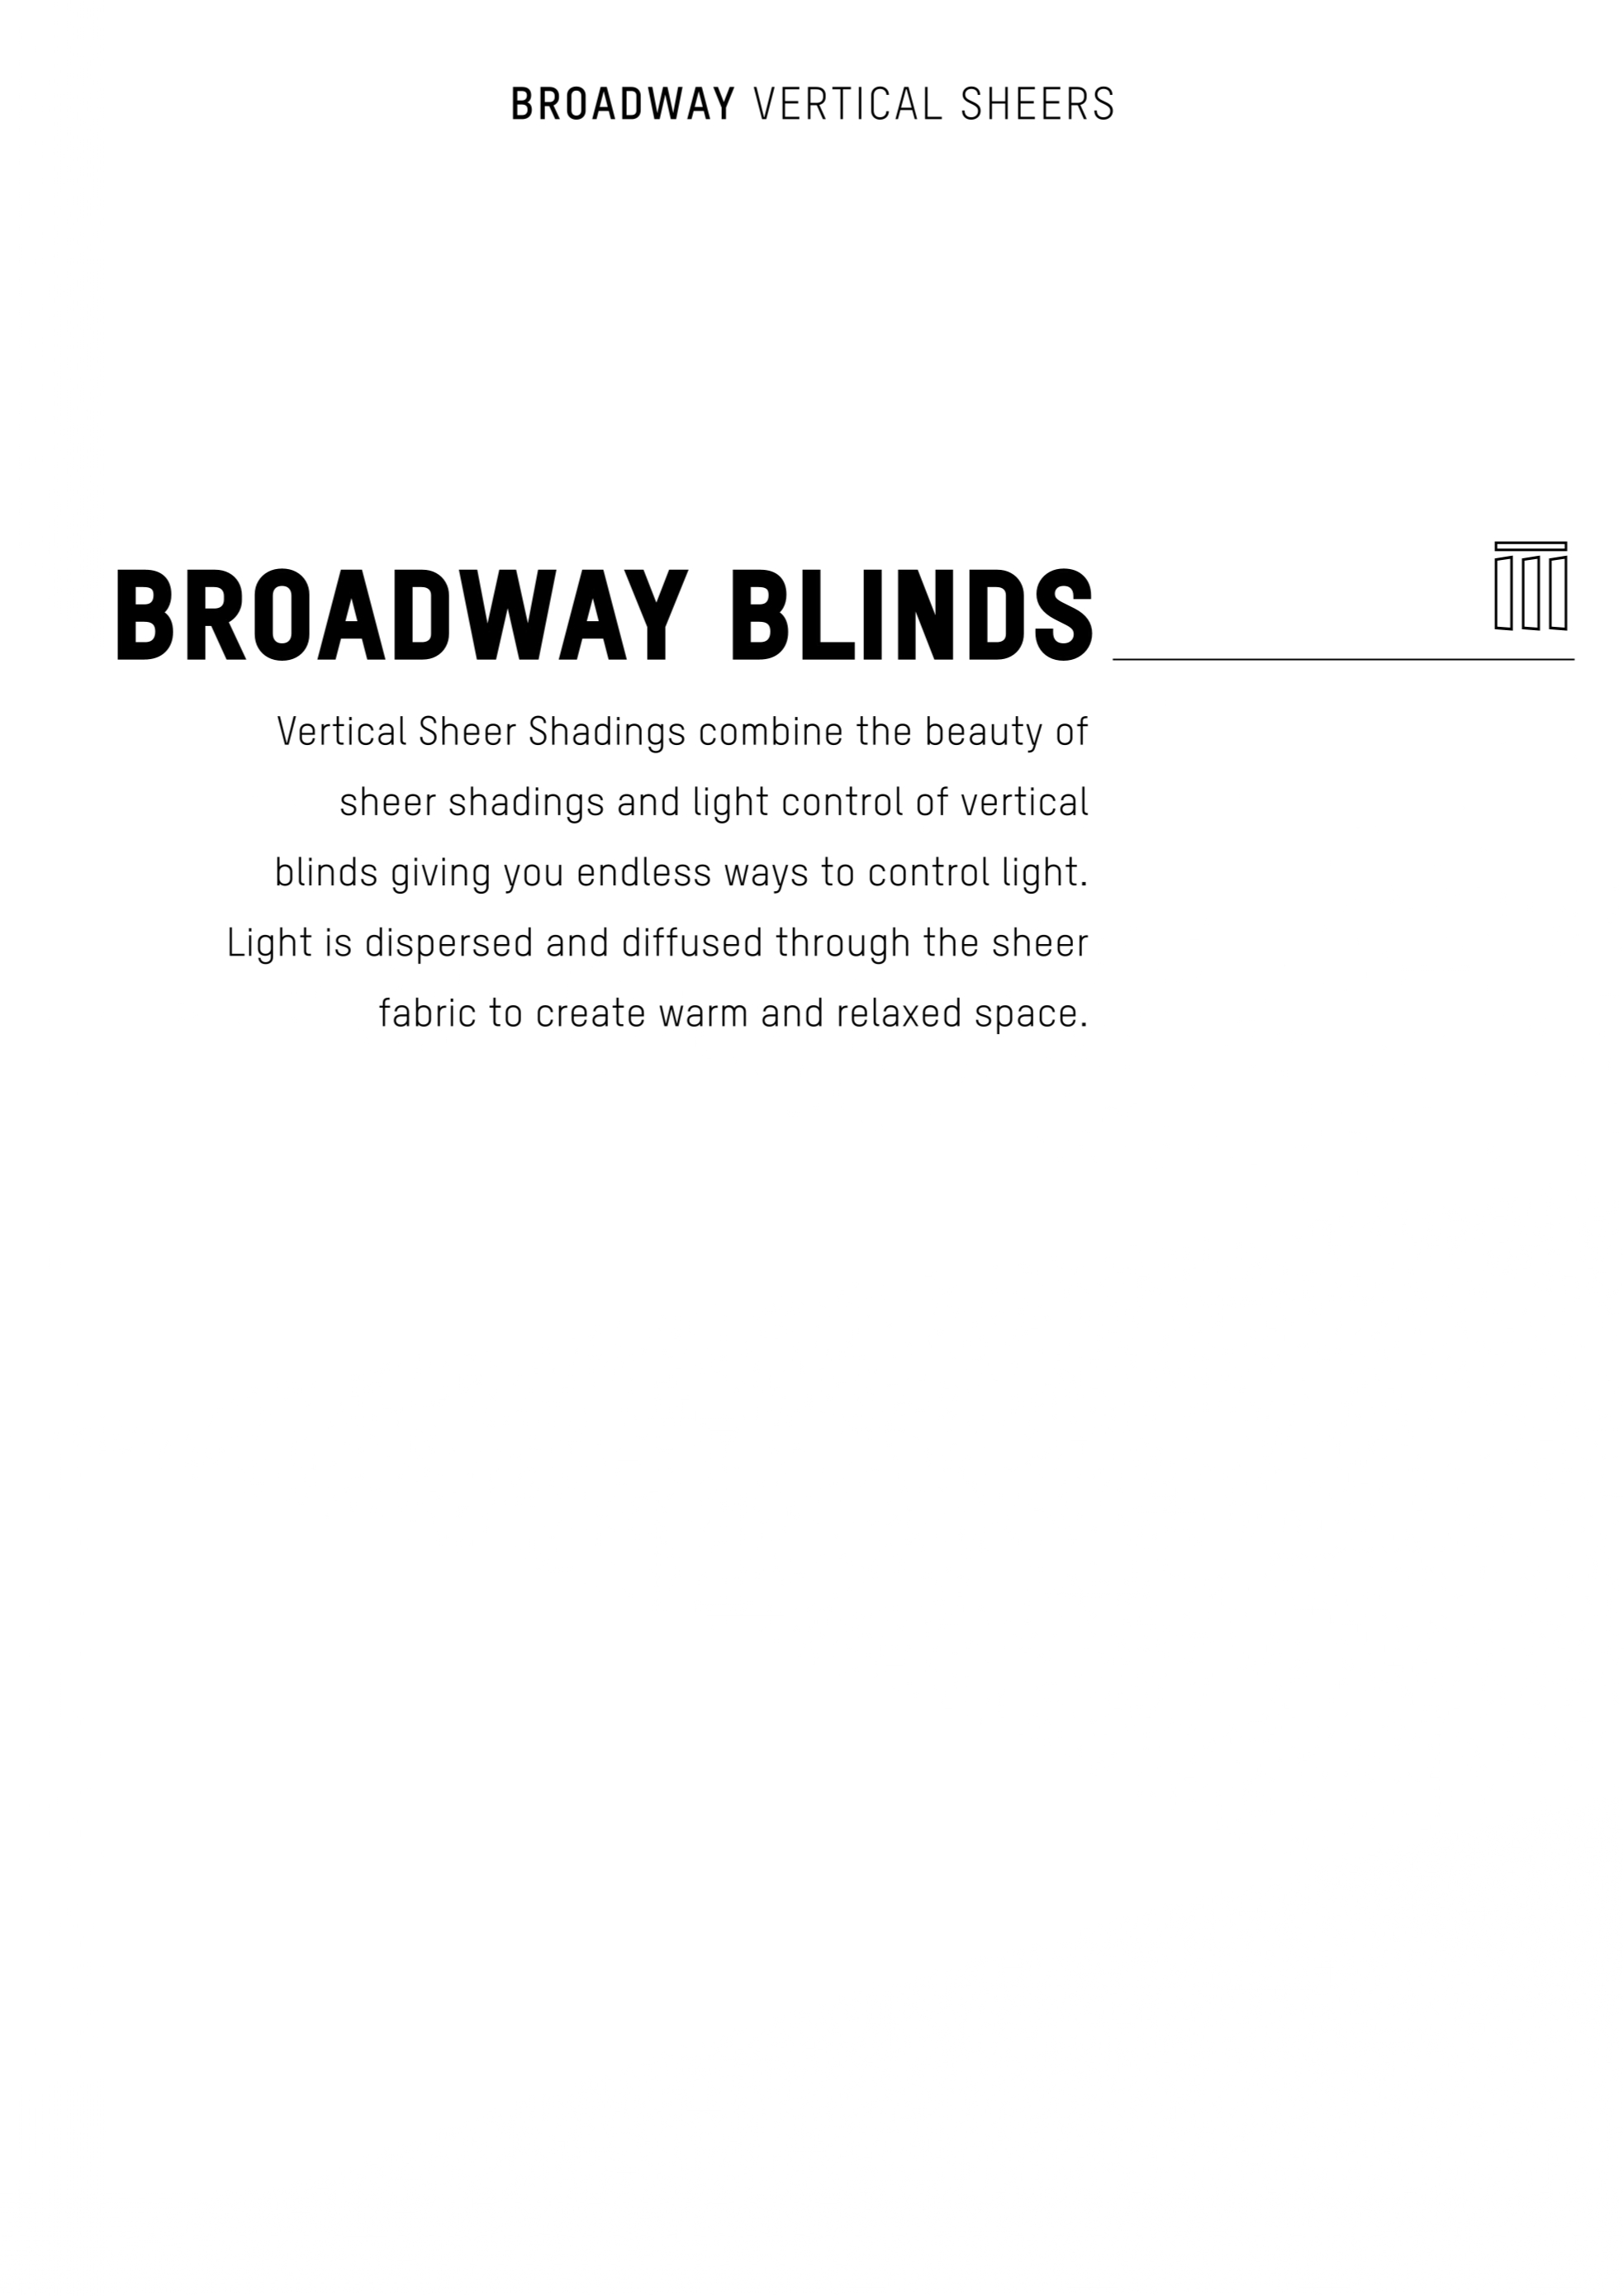 BROADWAY VERTICAL SHEERS
BROADWAY BLINDS
Vertical Sheer Shadings combine the beauty of
sheer shadings and light control of vertical
blinds giving you endless ways to control light.
Light is dispersed and diffused through the sheer
fabric to create warm and relaxed space.